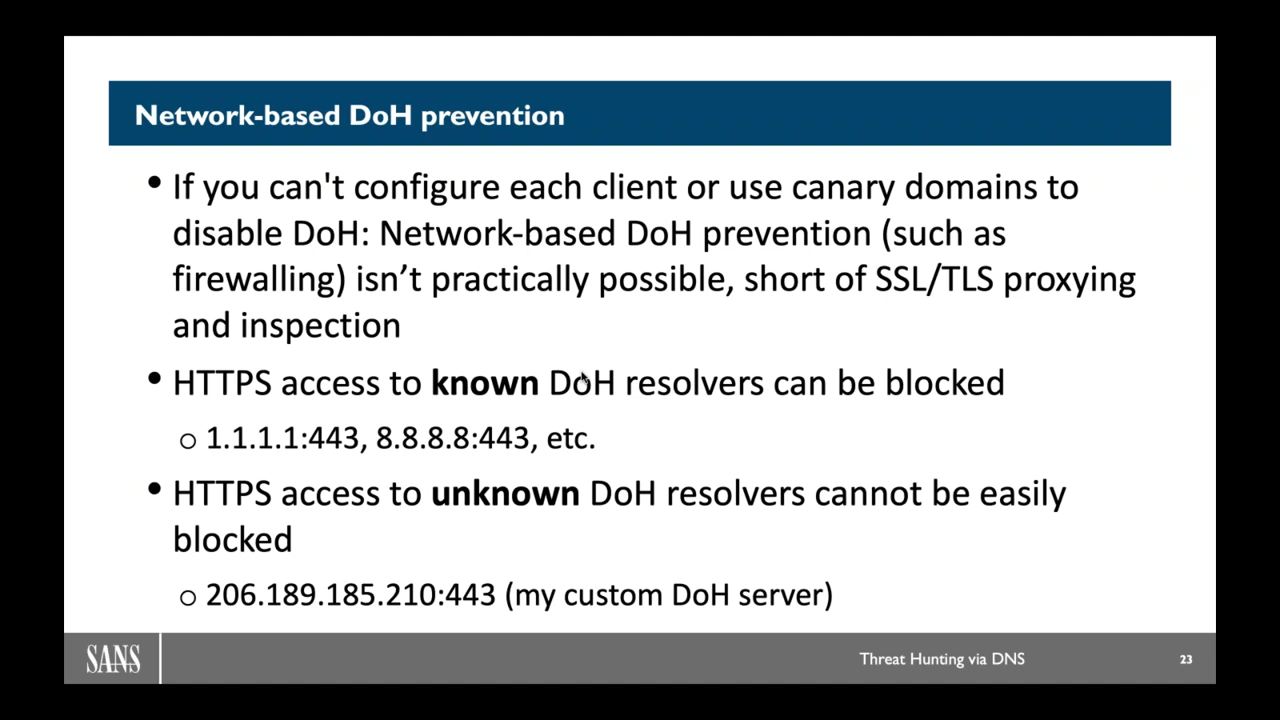 Network-based DoH prevention
• If you can't configure each client or use canary domains to
disable DoH: Network-based DoH prevention (such as
firewalling) isn’t practically possible, short of SSL/TLS proxying
and inspection
• HTTPS access to known DoH resolvers can be blocked
○ 1.1.1.1:443, 8.8.8.8:443, etc.
• HTTPS access to unknown DoH resolvers cannot be easily
blocked
○ 206.189.185.210:443 (my custom DoH server)
SANS
Threat Hunting via DNS
23